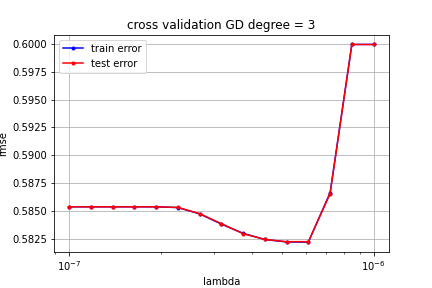 cross validation GD degree = 3
train error
test error
0.6000
0.5975
0.5950
0.5925
0.5900
0.5875
0.5850
0.5825
rmse
10⁻⁷
10⁻⁶
lambda